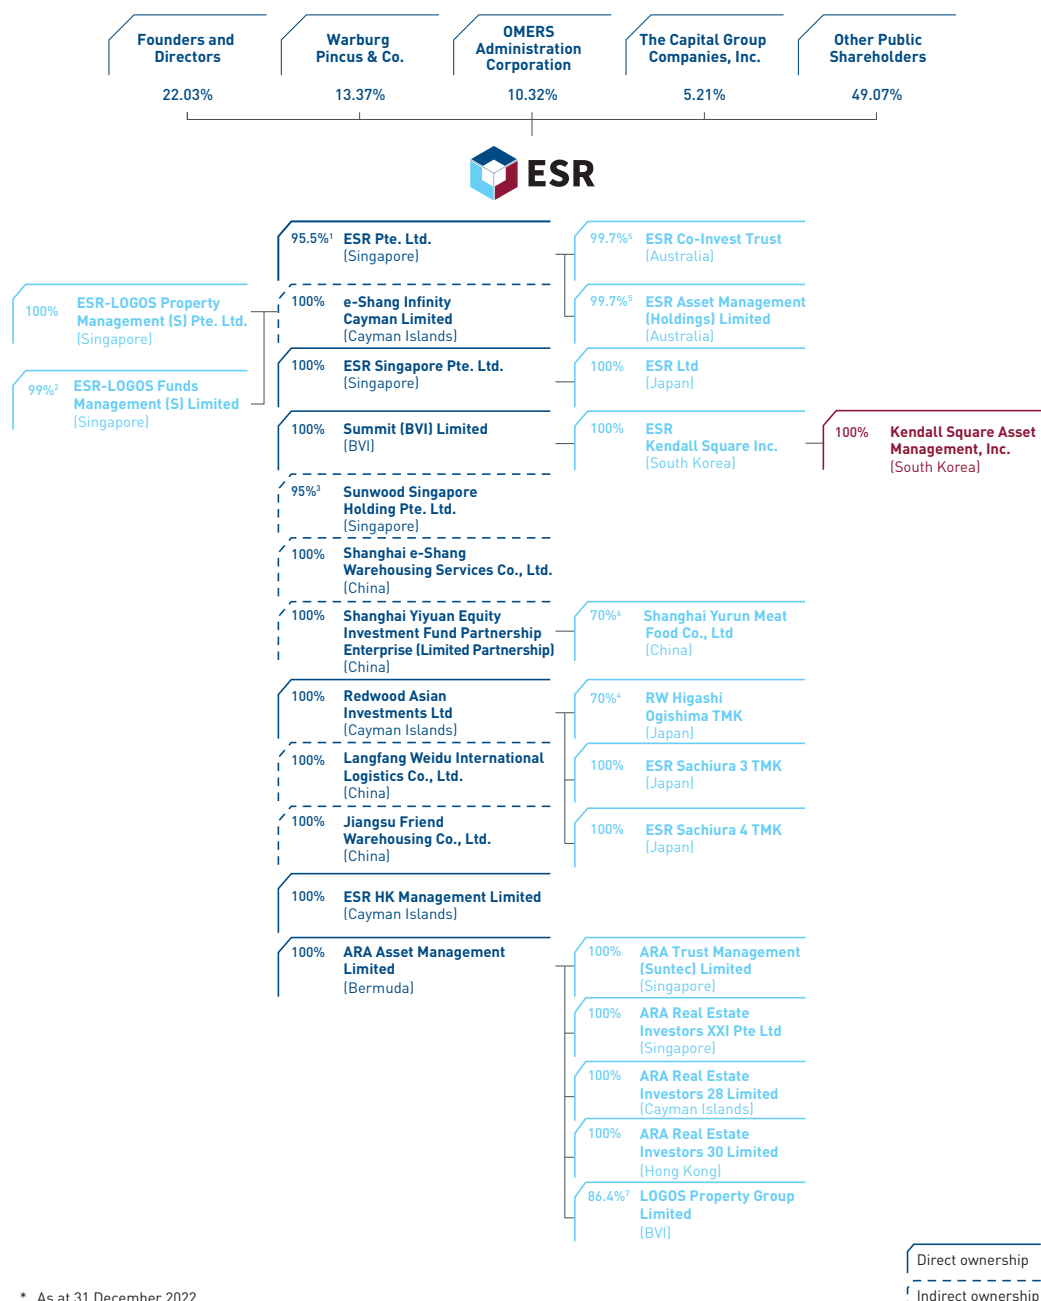 Founders and
Directors
22.03%
Warburg
Pincus & Co.
13.37%
OMERS
Administration
Corporation
10.32%
The Capital Group
Companies, Inc.
5.21%
Other Public
Shareholders
49.07%
ESR
100% ESR-LOGOS Property
Management (S) Pte. Ltd.
(Singapore)
99%2 ESR-LOGOS Funds
Management (S) Limited
(Singapore)
95.5%1 ESR Pte. Ltd.
(Singapore)
99.7%5 ESR Co-Invest Trust
(Australia)
100% e-Shang Infinity
Cayman Limited
(Cayman Islands)
99.7%5 ESR Asset Management
(Holdings) Limited
(Australia)
100% ESR Singapore Pte. Ltd.
(Singapore)
100% ESR Ltd
(Japan)
100% Summit (BVI) Limited
(BVI)
100% ESR
Kendall Square Inc.
(South Korea)
100% Kendall Square Asset
Management, Inc.
(South Korea)
95%3 Sunwood Singapore
Holding Pte. Ltd.
(Singapore)
100% Shanghai e-Shang
Warehousing Services Co., Ltd.
(China)
100% Shanghai Yiyuan Equity
Investment Fund Partnership
Enterprise (Limited Partnership)
(China)
70%6 Shanghai Yurun Meat
Food Co., Ltd
(China)
100% Redwood Asian
Investments Ltd
(Cayman Islands)
70%4 RW Higashi
Ogishima TMK
(Japan)
100% Langfang Weidu International
Logistics Co., Ltd.
(China)
100% ESR Sachiura 3 TMK
(Japan)
100% Jiangsu Friend
Warehousing Co., Ltd.
(China)
100% ESR Sachiura 4 TMK
(Japan)
100% ESR HK Management Limited
(Cayman Islands)
100% ARA Asset Management
Limited
(Bermuda)
100% ARA Trust Management
(Suntec) Limited
(Singapore)
100% ARA Real Estate
Investors XXI Pte Ltd
(Singapore)
100% ARA Real Estate
Investors 28 Limited
(Cayman Islands)
100% ARA Real Estate
Investors 30 Limited
(Hong Kong)
86.4%7 LOGOS Property Group
Limited
(BVI)
Direct ownership
Indirect ownership
* As at 31 December 2022